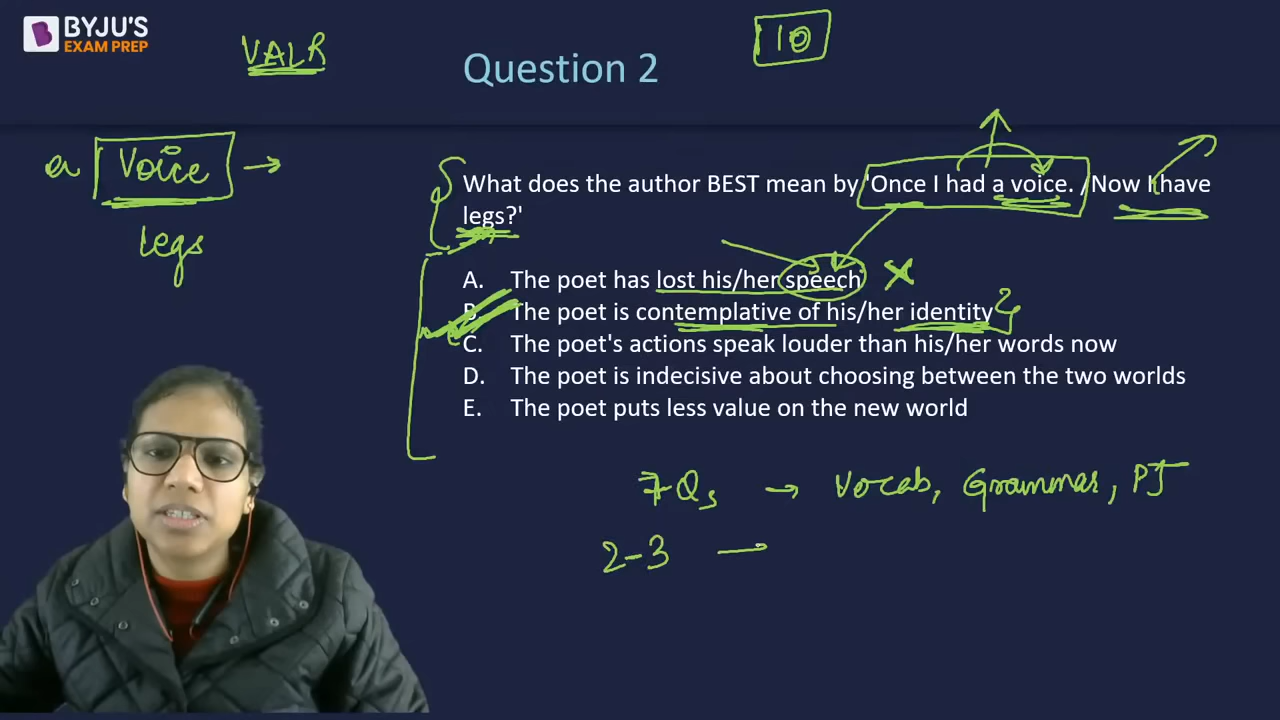 BYJU'S
EXAM PREP
VALR
10
Question 2
a Voice →
legs
What does the author BEST mean by 'Once I had a voice. / Now I have
legs?'
A. The poet has lost his/her speech
B. The poet is contemplative of his/her identity
C. The poet's actions speak louder than his/her words now
D. The poet is indecisive about choosing between the two worlds
E. The poet puts less value on the new world
7Qs → Vocab, Grammar, PJ
2-3 →